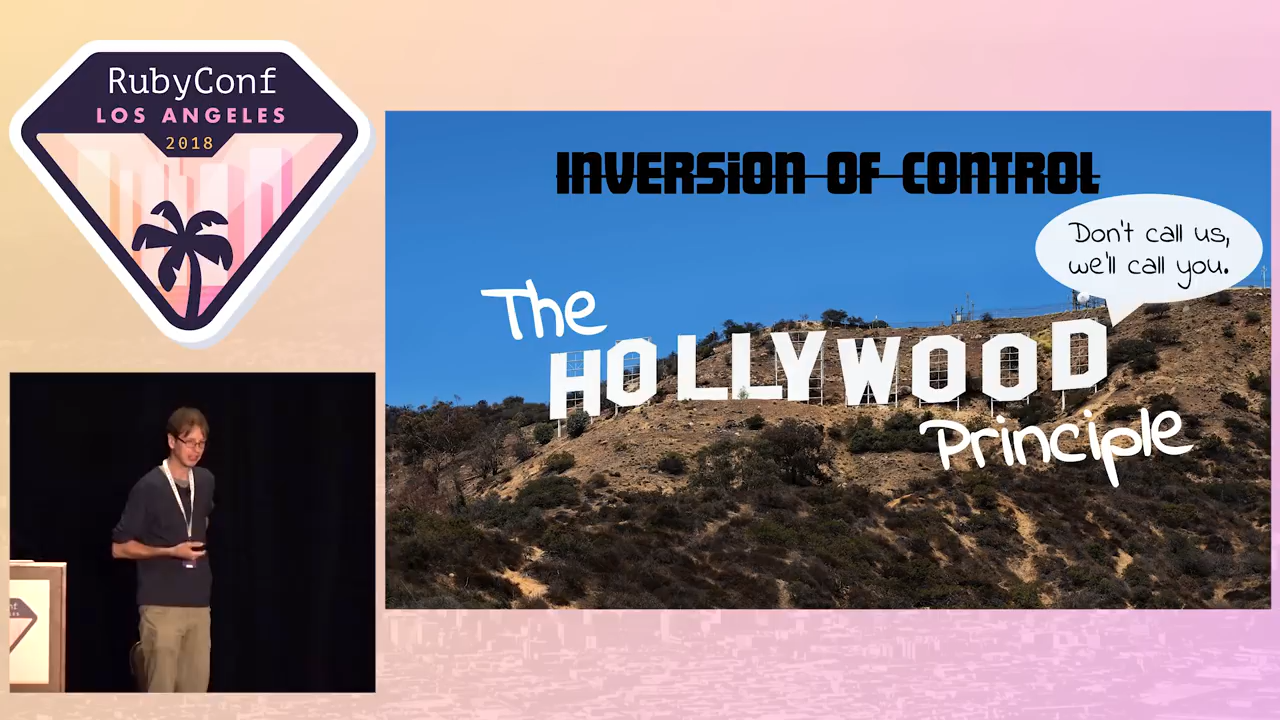 RubyConf
LOS ANGELES
2018
INVERSION OF CONTROL
Don't call us,
we'll call you.
The
HOLLYWOOD
Principle